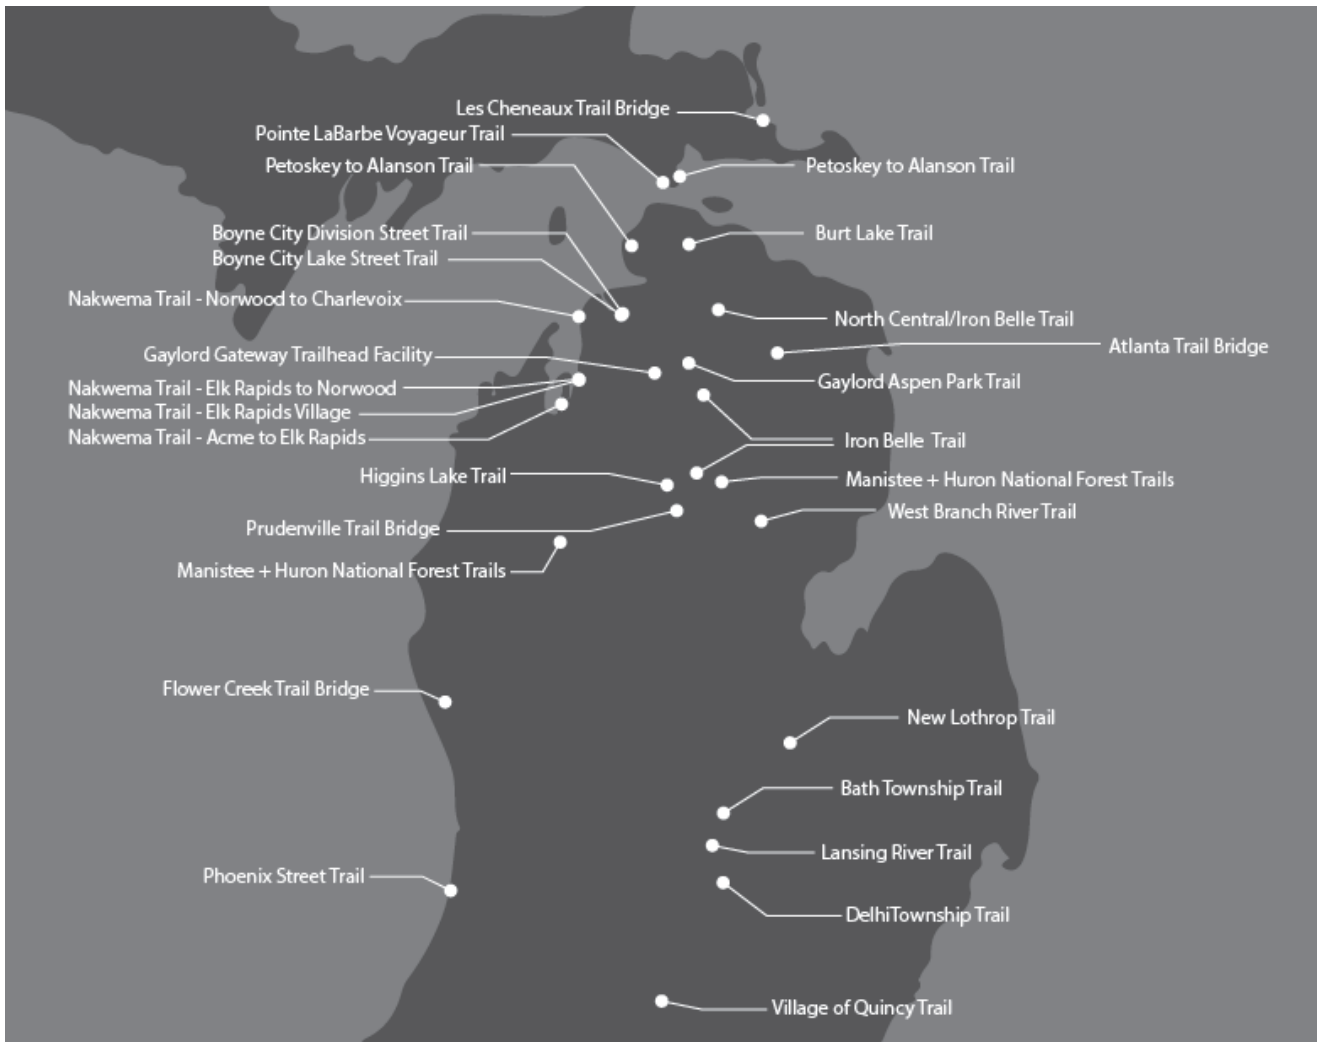 Les Cheneaux Trail Bridge
Pointe LaBarbe Voyageur Trail
Petoskey to Alanson Trail
Petoskey to Alanson Trail
Boyne City Division Street Trail
Burt Lake Trail
Boyne City Lake Street Trail
Nakwema Trail - Norwood to Charlevoix
North Central/Iron Belle Trail
Atlanta Trail Bridge
Gaylord Gateway Trailhead Facility
Gaylord Aspen Park Trail
Nakwema Trail - Elk Rapids to Norwood
Nakwema Trail - Elk Rapids Village
Nakwema Trail - Acme to Elk Rapids
Iron Belle Trail
Higgins Lake Trail
Manistee + Huron National Forest Trails
West Branch River Trail
Prudenville Trail Bridge
Manistee + Huron National Forest Trails
Flower Creek Trail Bridge
New Lothrop Trail
Bath Township Trail
Lansing River Trail
Phoenix Street Trail
DelhiTownship Trail
Village of Quincy Trail